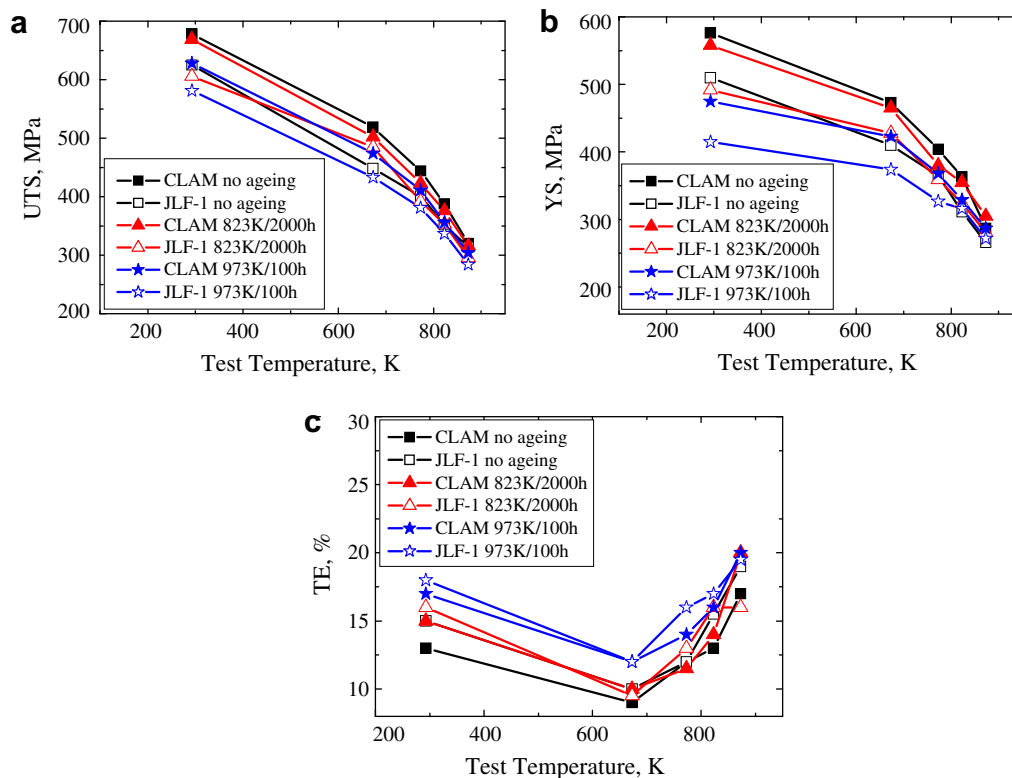 a
UTS, MPa
700
600
500
400
300
200
CLAM no ageing
JLF-1 no ageing
CLAM 823K/2000h
JLF-1 823K/2000h
CLAM 973K/100h
JLF-1 973K/100h
200 400 600 800
Test Temperature, K
b
YS, MPa
600
500
400
300
200
CLAM no ageing
JLF-1 no ageing
CLAM 823K/2000h
JLF-1 823K/2000h
CLAM 973K/100h
JLF-1 973K/100h
200 400 600 800
Test Temperature, K
c
TE, %
30
25
20
15
10
CLAM no ageing
JLF-1 no ageing
CLAM 823K/2000h
JLF-1 823K/2000h
CLAM 973K/100h
JLF-1 973K/100h
200 400 600 800
Test Temperature, K